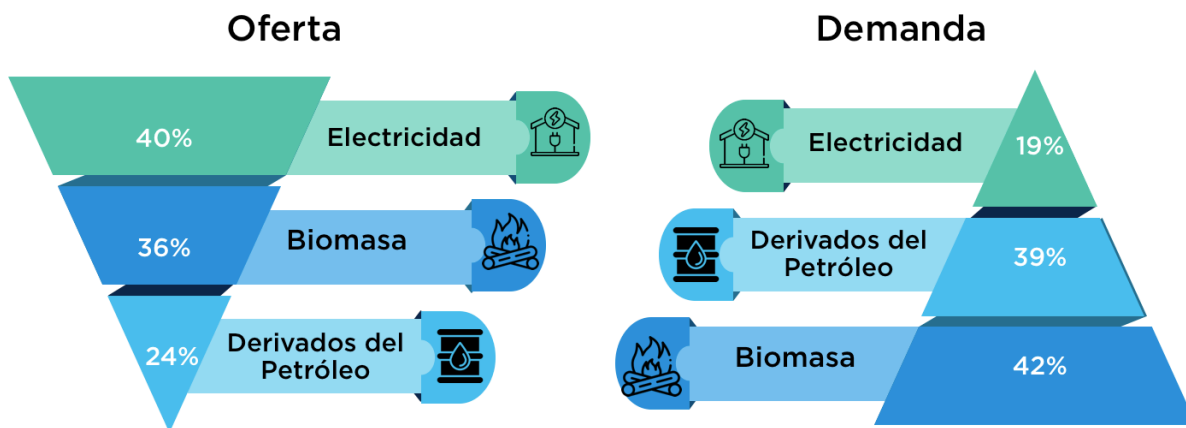 Oferta
40%
Electricidad
36%
Biomasa
24%
Derivados del
Petróleo
Demanda
Electricidad
19%
Derivados del
Petróleo
39%
Biomasa
42%